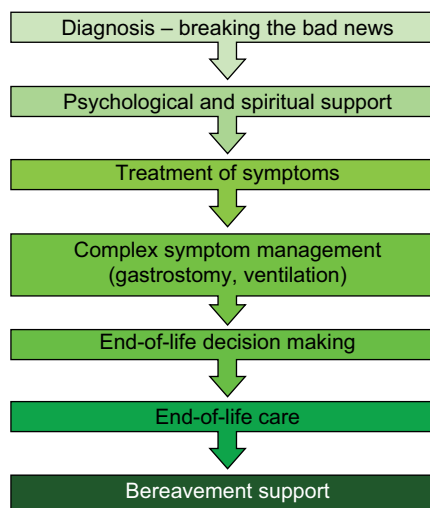 Diagnosis – breaking the bad news
Psychological and spiritual support
Treatment of symptoms
Complex symptom management
(gastrostomy, ventilation)
End-of-life decision making
End-of-life care
Bereavement support